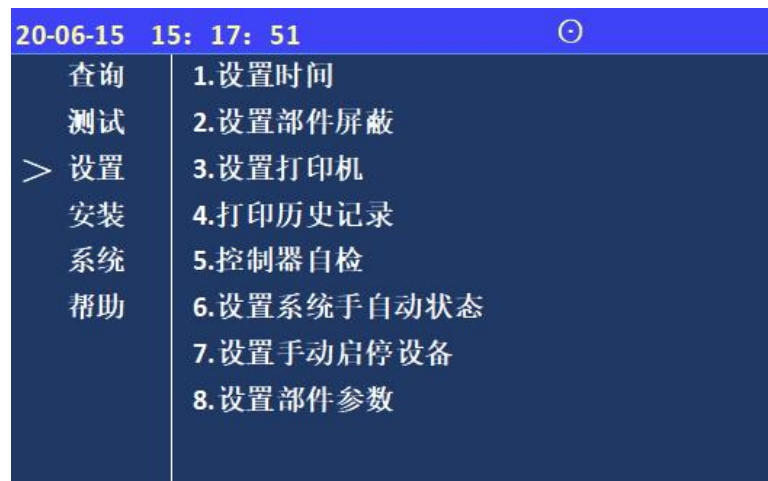 20-06-15 15：17：51
查询
测试
> 设置
安装
系统
帮助
1.设置时间
2.设置部件屏蔽
3.设置打印机
4.打印历史记录
5.控制器自检
6.设置系统手自动状态
7.设置手动启停设备
8.设置部件参数